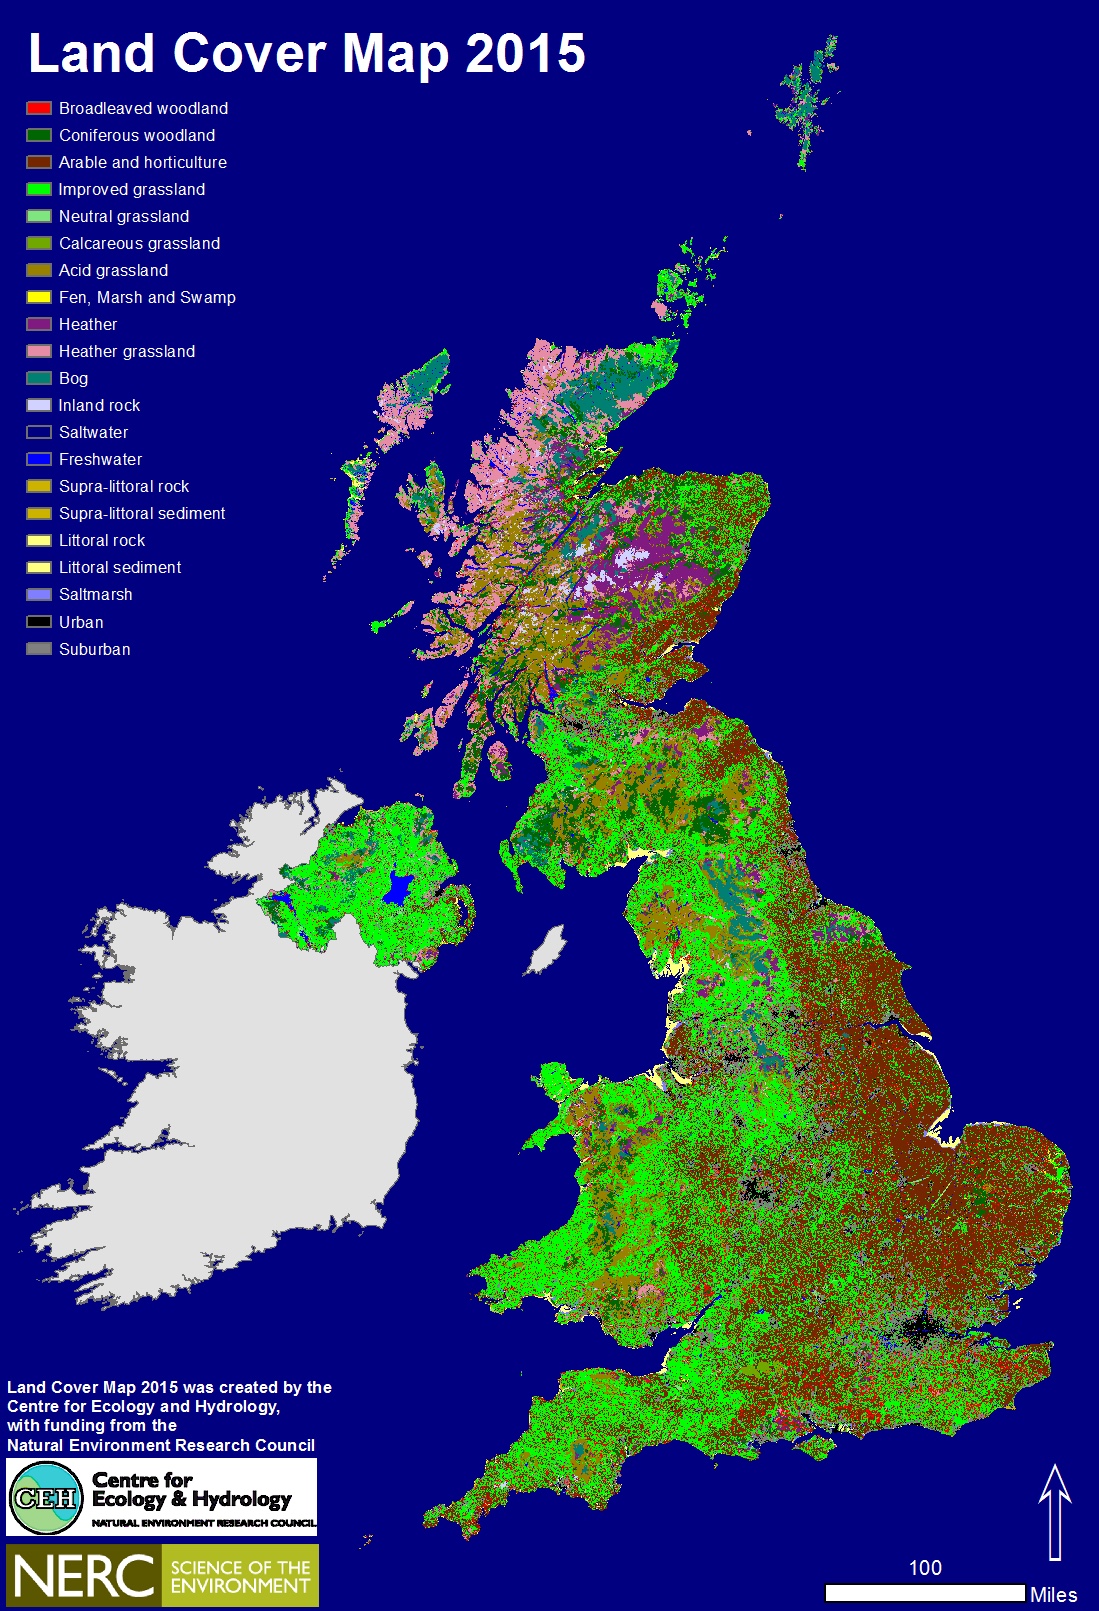 Land Cover Map 2015
Broadleaved woodland
Coniferous woodland
Arable and horticulture
Improved grassland
Neutral grassland
Calcareous grassland
Acid grassland
Fen, Marsh and Swamp
Heather
Heather grassland
Bog
Inland rock
Saltwater
Freshwater
Supra-littoral rock
Supra-littoral sediment
Littoral rock
Littoral sediment
Saltmarsh
Urban
Suburban
Land Cover Map 2015 was created by the
Centre for Ecology and Hydrology,
with funding from the
Natural Environment Research Council
CEH
Centre for
Ecology & Hydrology
NATURAL ENVIRONMENT RESEARCH COUNCIL
NERC
SCIENCE OF THE
ENVIRONMENT
100
Miles